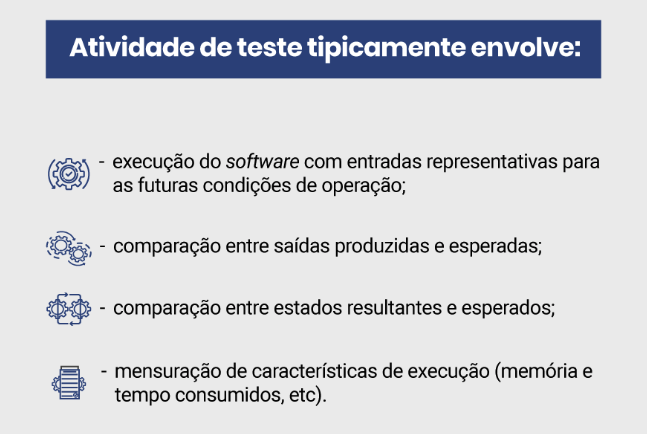 Atividade de teste tipicamente envolve:
- execução do software com entradas representativas para
as futuras condições de operação;
- comparação entre saídas produzidas e esperadas;
- comparação entre estados resultantes e esperados;
- mensuração de características de execução (memória e
tempo consumidos, etc).